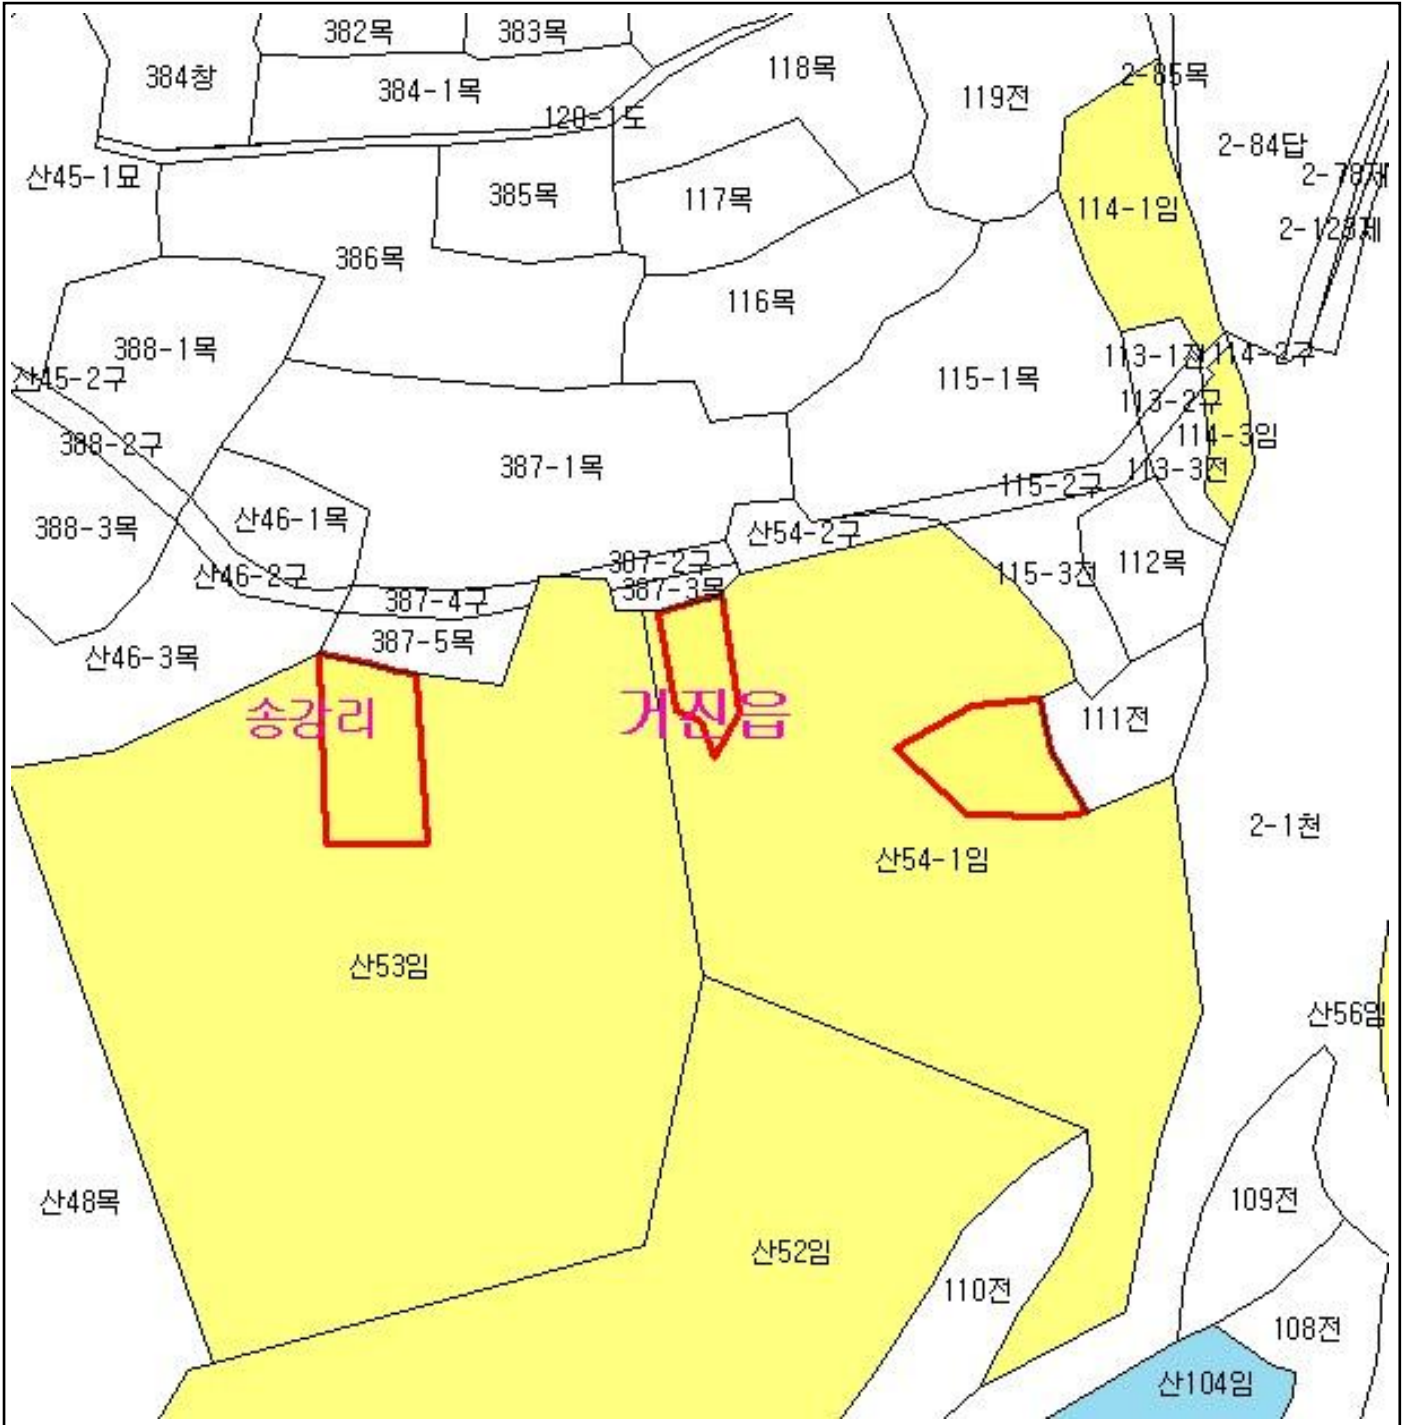 382목
383목
384창
384-1목
118목
119전
2-85목
120-1도
2-84답
산45-1묘
385목
117목
114-1임
2-78제
2-123제
386목
116목
388-1목
113-1전
114-2구
산45-2구
115-1목
113-2구
388-2구
114-3임
387-1목
113-3전
115-2구
388-3목
산46-1목
산54-2구
387-2구
산46-2구
387-3목
387-4구
115-3전
112목
387-5목
산46-3목
송강리
거진읍
111전
2-1천
산54-1임
산53임
산56임
산48목
109전
산52임
110전
108전
산104임